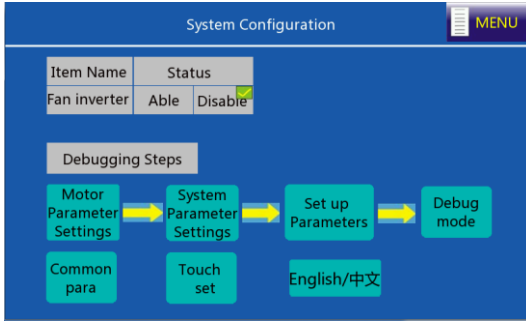 System Configuration
MENU
Item Name Status
Fan inverter Able Disable
Debugging Steps
Motor
Parameter
Settings
System
Parameter
Settings
Set up
Parameters
Debug
mode
Common
para
Touch
set
English/中文